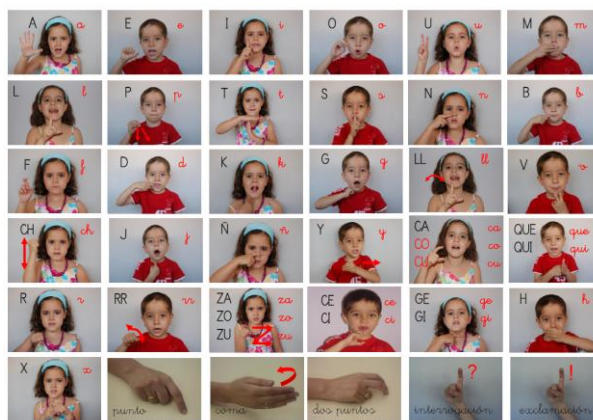 A a
E e
I i
O o
U u
M m
L l
P p
T t
S s
N n
B b
F f
D d
K k
G g
LL ll
V v
CH ch
J j
Ñ ñ
Y y
CA ca
CO co
CU cu
QUE que
QUI qui
R r
RR rr
ZA za
ZO zo
ZU zu
CE ce
CI ci
GE ge
GI gi
H h
X x
punto
coma
dos puntos
? interrogación
! exclamación